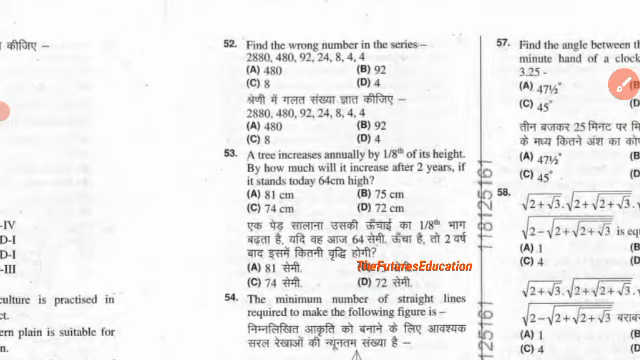 न कीजिए –
-IV
D-I
D-I
-III
culture is practised in
ct.
ern plain is suitable for
n.
52. Find the wrong number in the series –
2880, 480, 92, 24, 8, 4, 4
(A) 480 (B) 92
(C) 8 (D) 4
श्रेणी में गलत संख्या ज्ञात कीजिए –
2880, 480, 92, 24, 8, 4, 4
(A) 480 (B) 92
(C) 8 (D) 4
53. A tree increases annually by 1/8th of its height.
By how much will it increase after 2 years, if
it stands today 64cm high?
(A) 81 cm (B) 75 cm
(C) 74 cm (D) 72 cm
एक पेड़ सालाना उसकी ऊँचाई का 1/8th भाग
बढ़ता है, यदि वह आज 64 सेमी. ऊँचा है, तो 2 वर्ष
बाद इसमें कितनी वृद्धि होगी?
(A) 81 सेमी. TheFuturesEducation
(C) 74 सेमी. (D) 72 सेमी.
54. The minimum number of straight lines
required to make the following figure is –
निम्नलिखित आकृति को बनाने के लिए आवश्यक
सरल रेखाओं की न्यूनतम संख्या है –
118125161
125161
57. Find the angle between th
minute hand of a clock
3.25 -
(A) 47½° (B
(C) 45° (D
तीन बजकर 25 मिनट पर मि
के मध्य कितने अंश का को
(A) 47½° (B
(C) 45° (D
58.
√2+√3 . √2+√2+√3 . √
√2-√2+√2+√3 is equ
(A) 1 (B
(C) 4 (D
√2+√3 . √2+√2+√3 .
√2-√2+√2+√3 बराब
(A) 1 (B
(C) 4 (D